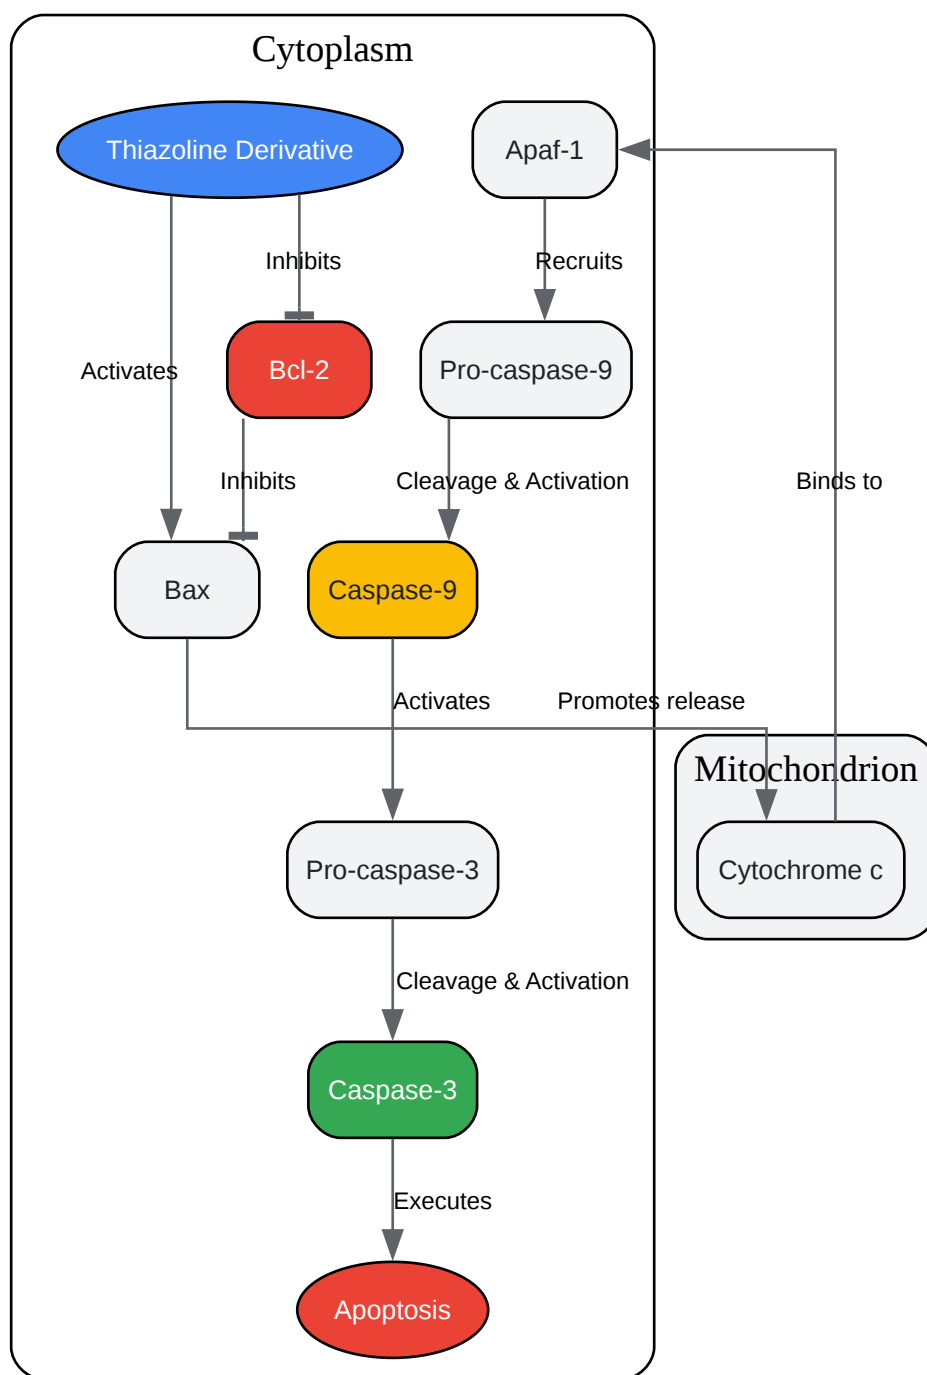 Cytoplasm
Thiazoline Derivative
Apaf-1
Inhibits
Recruits
Activates
Bcl-2
Pro-caspase-9
Inhibits
Cleavage & Activation
Binds to
Bax
Caspase-9
Activates
Promotes release
Mitochondrion
Pro-caspase-3
Cytochrome c
Cleavage & Activation
Caspase-3
Executes
Apoptosis